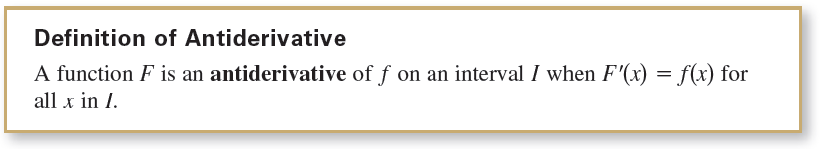 Definition of Antiderivative
A function F is an antiderivative of f on an interval I when F′(x) = f(x) for
all x in I.